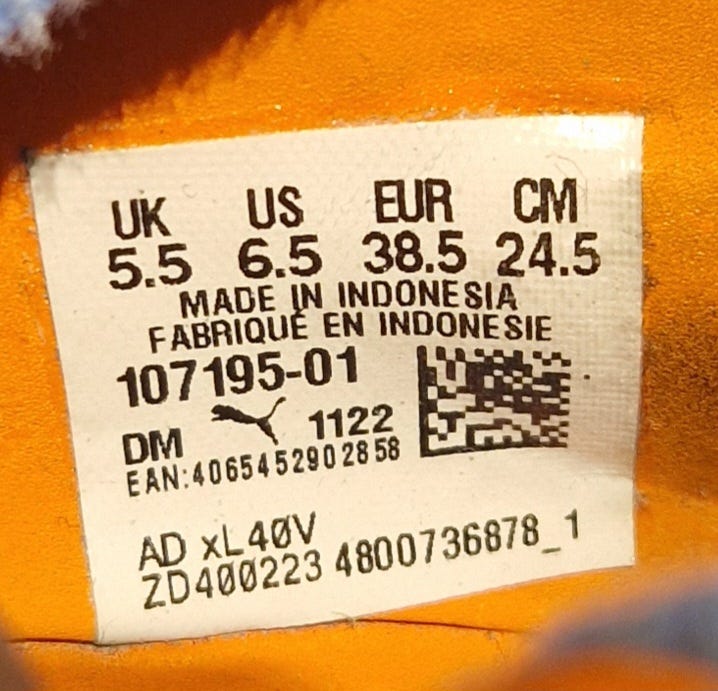 UK US EUR CM
5.5 6.5 38.5 24.5
MADE IN INDONESIA
FABRIQUÉ EN INDONESIE
107195-01
DM 1122
EAN:4065452902858
AD xL40V
ZD400223 4800736878_1